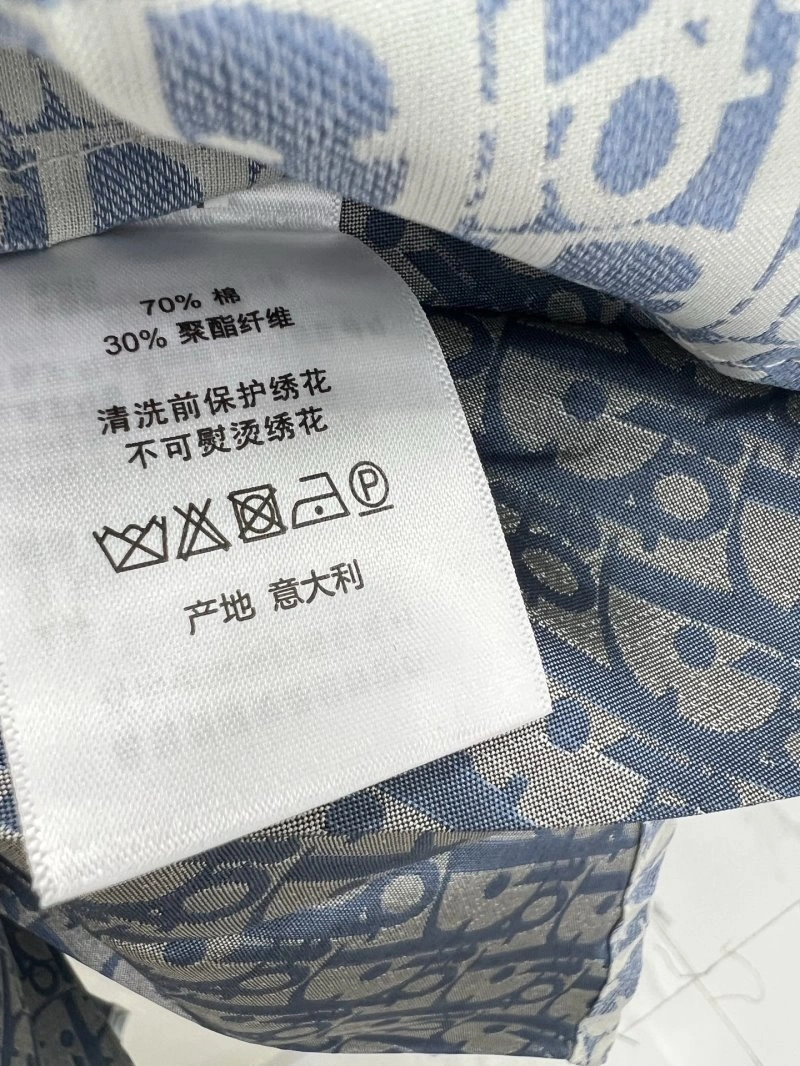 70% 棉
30% 聚酯纤维
清洗前保护绣花
不可熨烫绣花
P
产地 意大利